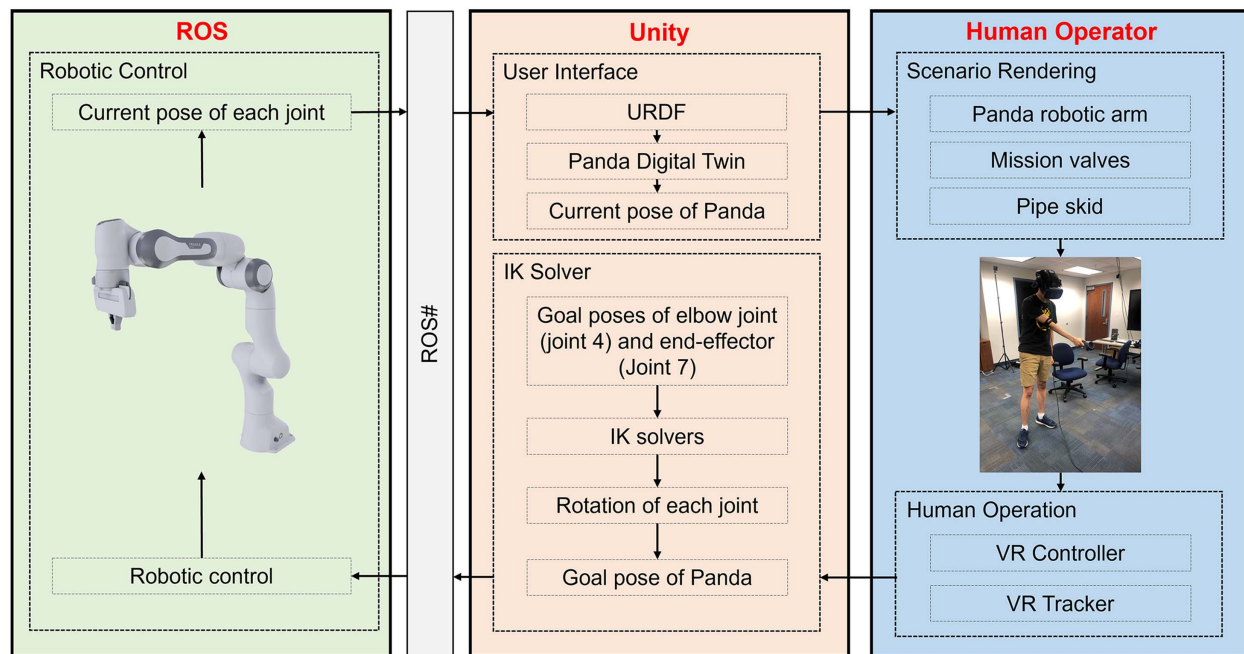 ROS
Robotic Control
Current pose of each joint
Robotic control
ROS#
Unity
User Interface
URDF
Panda Digital Twin
Current pose of Panda
IK Solver
Goal poses of elbow joint
(joint 4) and end-effector
(Joint 7)
IK solvers
Rotation of each joint
Goal pose of Panda
Human Operator
Scenario Rendering
Panda robotic arm
Mission valves
Pipe skid
Human Operation
VR Controller
VR Tracker